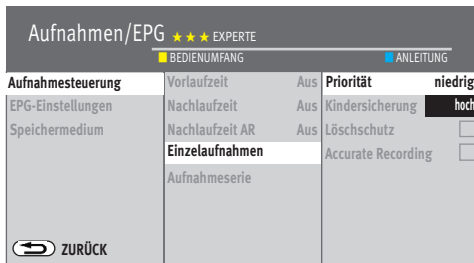 Aufnahmen/EPG ★★★ EXPERTE
BEDIENUMFANG ANLEITUNG
Aufnahmesteuerung Vorlaufzeit Aus Priorität niedrig
EPG-Einstellungen Nachlaufzeit Aus Kindersicherung hoch
Speichermedium Nachlaufzeit AR Aus Löschschutz
Einzelaufnahmen Accurate Recording
Aufnahmeserie
ZURÜCK